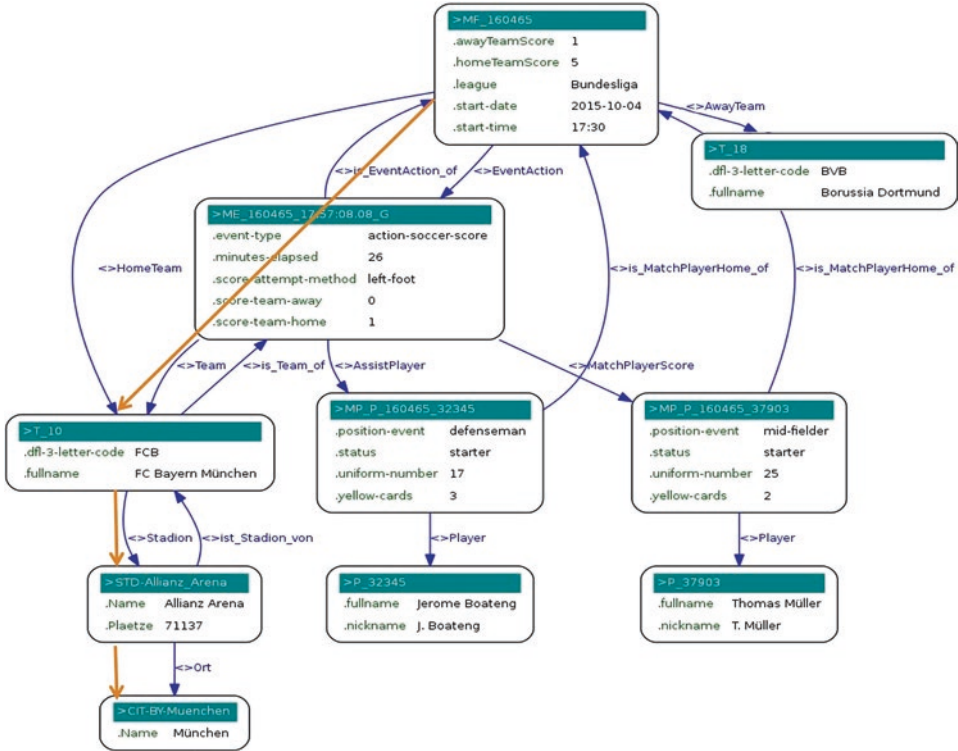 >MF_160465
.awayTeamScore 1
.homeTeamScore 5
.league Bundesliga
.start-date 2015-10-04
.start-time 17:30
<>AwayTeam
>T_18
.dfl-3-letter-code BVB
.fullname Borussia Dortmund
<>is_EventAction_of
<>EventAction
>ME_160465_17:57:08.08_G
.event-type action-soccer-score
.minutes-elapsed 26
.score-attempt-method left-foot
.score-team-away 0
.score-team-home 1
<>HomeTeam
<>is_MatchPlayerHome_of
<>is_MatchPlayerHome_of
<>Team
<>is_Team_of
<>AssistPlayer
<>MatchPlayerScore
>T_10
.dfl-3-letter-code FCB
.fullname FC Bayern München
>MP_P_160465_32345
.position-event defenseman
.status starter
.uniform-number 17
.yellow-cards 3
>MP_P_160465_37903
.position-event mid-fielder
.status starter
.uniform-number 25
.yellow-cards 2
<>Stadion
<>ist_Stadion_von
<>Player
<>Player
>STD-Allianz_Arena
.Name Allianz Arena
.Plaetze 71137
>P_32345
.fullname Jerome Boateng
.nickname J. Boateng
>P_37903
.fullname Thomas Müller
.nickname T. Müller
<>Ort
>CIT-BY-Muenchen
.Name München